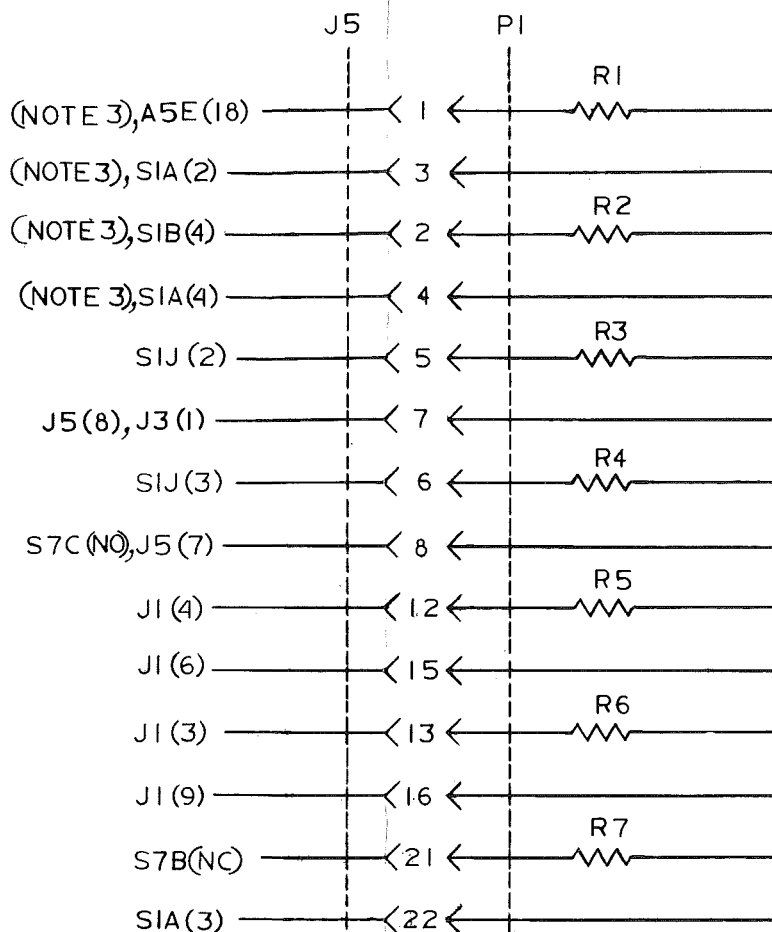 J5 P1
R1
(NOTE 3), A5E(18) 1
(NOTE 3), S1A(2) 3
R2
(NOTE 3), S1B(4) 2
(NOTE 3), S1A(4) 4
R3
S1J(2) 5
J5(8), J3(1) 7
R4
S1J(3) 6
S7C(NO), J5(7) 8
R5
J1(4) 12
J1(6) 15
R6
J1(3) 13
J1(9) 16
R7
S7B(NC) 21
S1A(3) 22